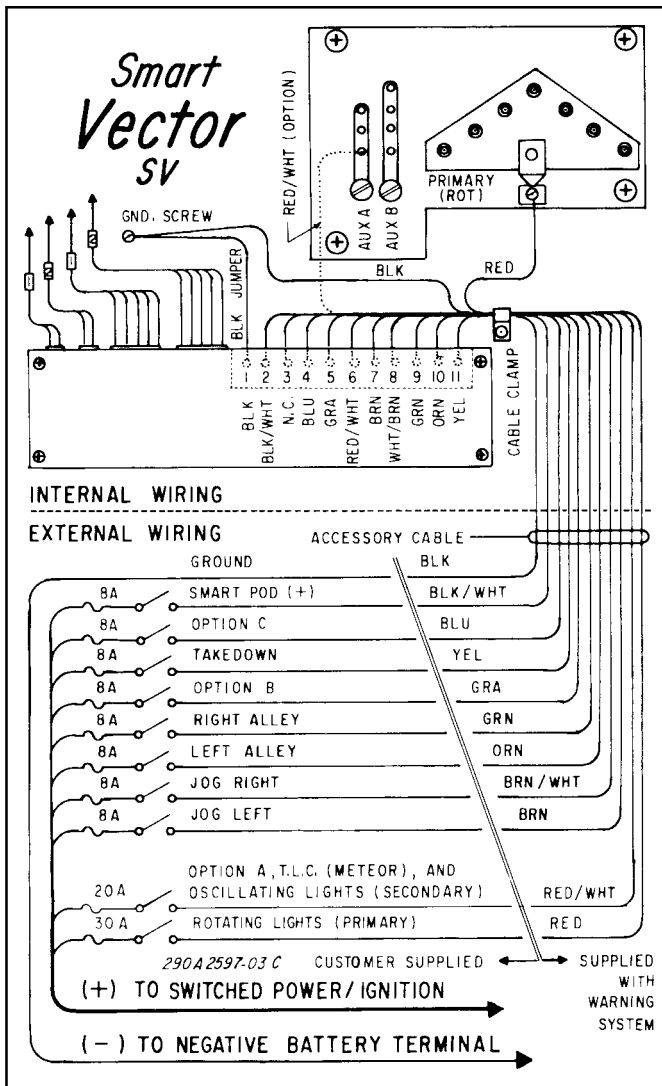 Smart
Vector
SV
RED/WHT (OPTION)
AUX A
AUX B
PRIMARY
(ROT)
GND. SCREW
BLK JUMPER
BLK
RED
1 2 3 4 5 6 7 8 9 10 11
BLK
BLK/WHT
N.C.
BLU
GRA
RED/WHT
BRN
WHT/BRN
GRN
ORN
YEL
CABLE CLAMP
INTERNAL WIRING
EXTERNAL WIRING
ACCESSORY CABLE
GROUND BLK
8A SMART POD (+) BLK/WHT
8A OPTION C BLU
8A TAKEDOWN YEL
8A OPTION B GRA
8A RIGHT ALLEY GRN
8A LEFT ALLEY ORN
8A JOG RIGHT BRN/WHT
8A JOG LEFT BRN
OPTION A, T.L.C. (METEOR), AND
20A OSCILLATING LIGHTS (SECONDARY) RED/WHT
30A ROTATING LIGHTS (PRIMARY) RED
290A2597-03 C CUSTOMER SUPPLIED SUPPLIED
WITH
WARNING
SYSTEM
(+) TO SWITCHED POWER/IGNITION
(-) TO NEGATIVE BATTERY TERMINAL